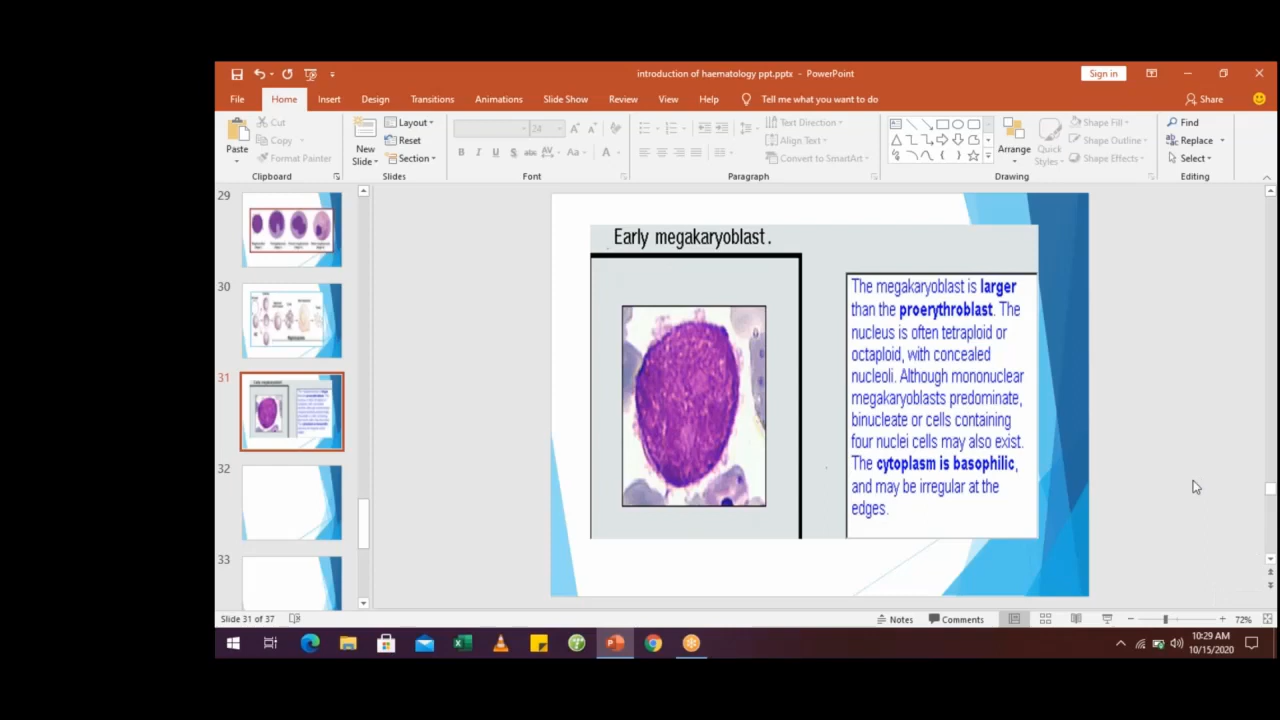 introduction of haematology ppt.pptx - PowerPoint
Sign in
File Home Insert Design Transitions Animations Slide Show Review View Help Tell me what you want to do
Share
Paste
Cut
Copy
Format Painter
Clipboard
New
Slide
Layout
Reset
Section
Slides
24
B I U S abc AV Aa A
Font
Text Direction
Align Text
Convert to SmartArt
Paragraph
Arrange
Quick
Styles
Shape Fill
Shape Outline
Shape Effects
Drawing
Find
Replace
Select
Editing
29
30
31
32
33
Early megakaryoblast.
The megakaryoblast is larger
than the proerythroblast. The
nucleus is often tetraploid or
octaploid, with concealed
nucleoli. Although mononuclear
megakaryoblasts predominate,
binucleate or cells containing
four nuclei cells may also exist.
The cytoplasm is basophilic,
and may be irregular at the
edges.
Slide 31 of 37
Notes
Comments
72%
10:29 AM
10/15/2020